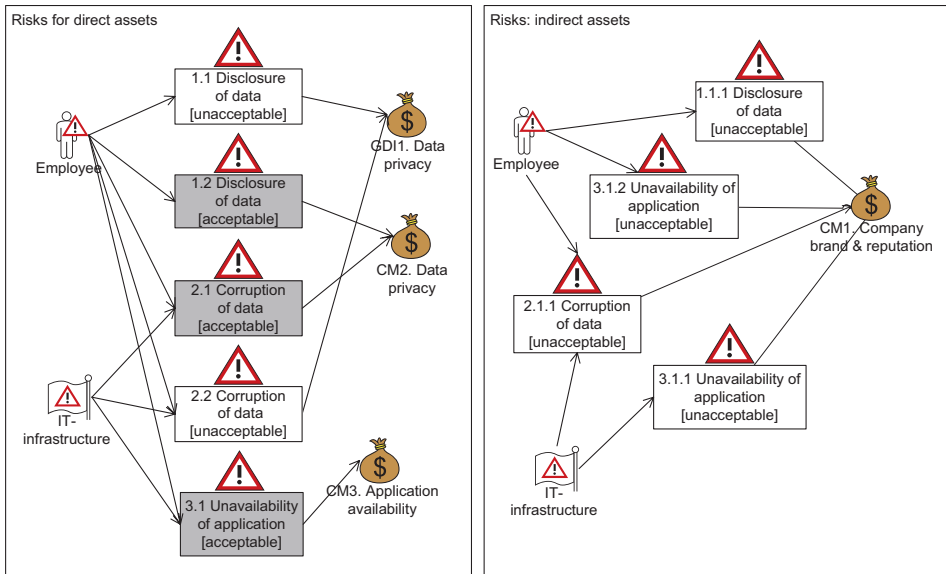 Risks for direct assets
1.1 Disclosure
of data
[unacceptable]
Employee
GDI1. Data
privacy
1.2 Disclosure
of data
[acceptable]
CM2. Data
privacy
2.1 Corruption
of data
[acceptable]
IT-
infrastructure
2.2 Corruption
of data
[unacceptable]
3.1 Unavailability
of application
[acceptable]
CM3. Application
availability
Risks: indirect assets
1.1.1 Disclosure
of data
[unacceptable]
Employee
3.1.2 Unavailability of
application
[unacceptable]
CM1. Company
brand & reputation
2.1.1 Corruption
of data
[unacceptable]
3.1.1 Unavailability of
application
[unacceptable]
IT-
infrastructure